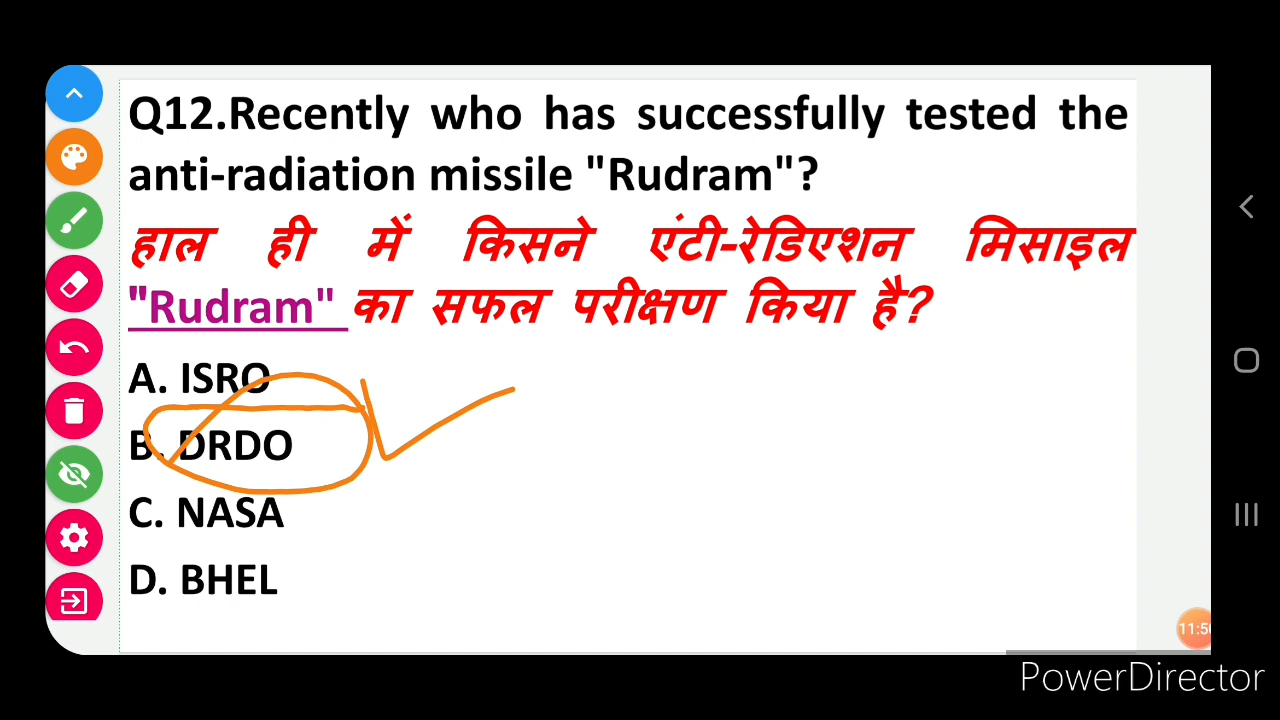 Q12.Recently who has successfully tested the
anti-radiation missile "Rudram"?
हाल ही में किसने एंटी-रेडिएशन मिसाइल
"Rudram" का सफल परीक्षण किया है?
A. ISRO
B. DRDO
C. NASA
D. BHEL
PowerDirector